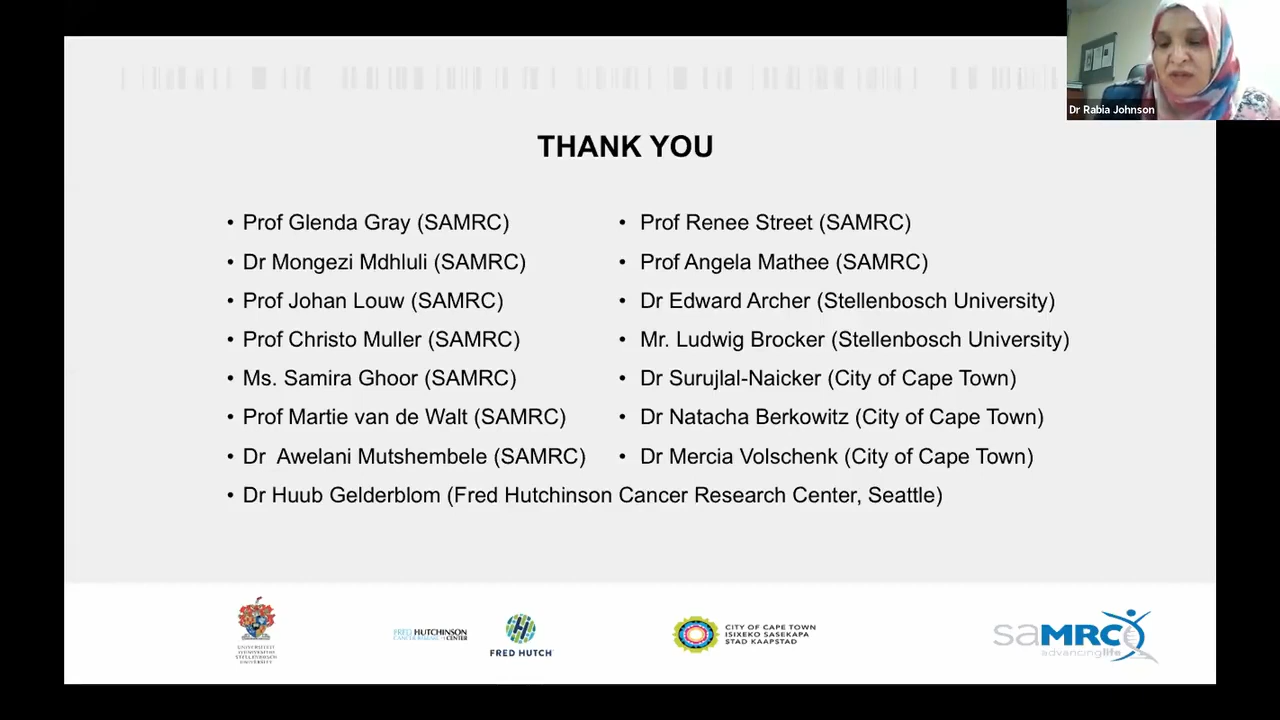 Dr Rabia Johnson
THANK YOU
• Prof Glenda Gray (SAMRC)
• Dr Mongezi Mdhluli (SAMRC)
• Prof Johan Louw (SAMRC)
• Prof Christo Muller (SAMRC)
• Ms. Samira Ghoor (SAMRC)
• Prof Martie van de Walt (SAMRC)
• Dr  Awelani Mutshembele (SAMRC)
• Dr Huub Gelderblom (Fred Hutchinson Cancer Research Center, Seattle)
• Prof Renee Street (SAMRC)
• Prof Angela Mathee (SAMRC)
• Dr Edward Archer (Stellenbosch University)
• Mr. Ludwig Brocker (Stellenbosch University)
• Dr Surujlal-Naicker (City of Cape Town)
• Dr Natacha Berkowitz (City of Cape Town)
• Dr Mercia Volschenk (City of Cape Town)
FRED HUTCHINSON
FRED HUTCH
CITY OF CAPE TOWN
ISIXEKO SASEKAPA
STAD KAAPSTAD
saMRC
advancinglife